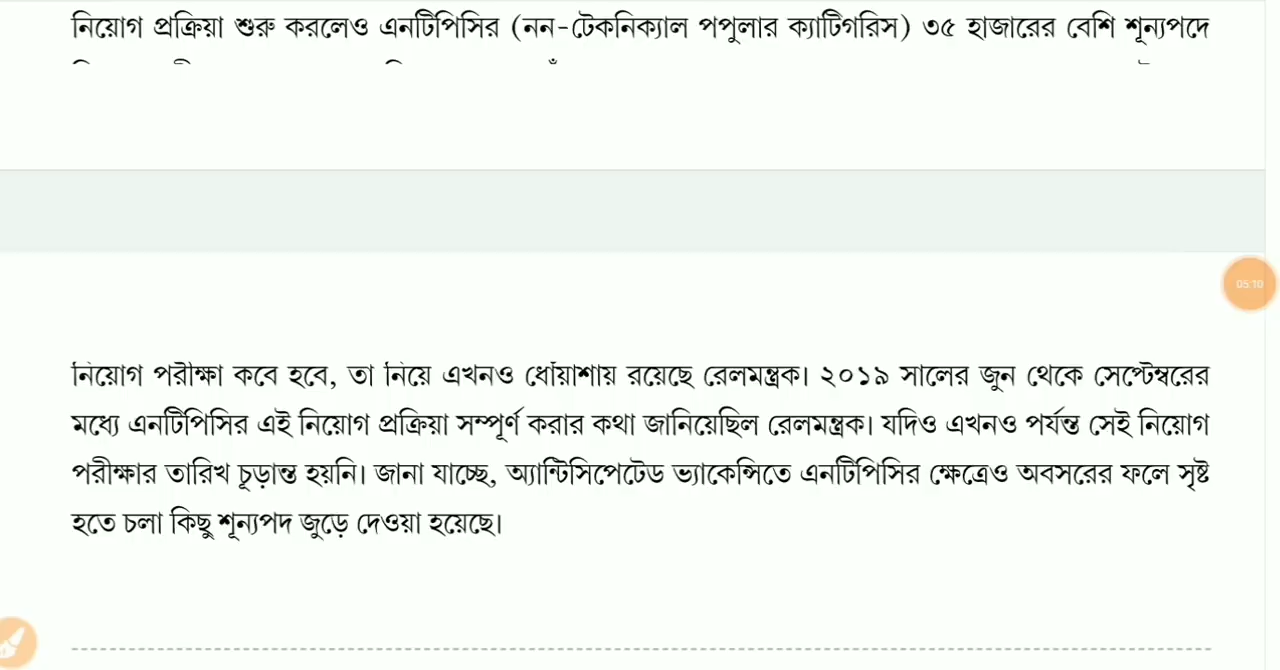 নিয়োগ প্রক্রিয়া শুরু করলেও এনটিপিসির (নন-টেকনিক্যাল পপুলার ক্যাটিগরিস) ৩৫ হাজারের বেশি শূন্যপদে
05:10
নিয়োগ পরীক্ষা কবে হবে, তা নিয়ে এখনও ধোঁয়াশায় রয়েছে রেলমন্ত্রক। ২০১৯ সালের জুন থেকে সেপ্টেম্বরের
মধ্যে এনটিপিসির এই নিয়োগ প্রক্রিয়া সম্পূর্ণ করার কথা জানিয়েছিল রেলমন্ত্রক। যদিও এখনও পর্যন্ত সেই নিয়োগ
পরীক্ষার তারিখ চূড়ান্ত হয়নি। জানা যাচ্ছে, অ্যান্টিসিপেটেড ভ্যাকেন্সিতে এনটিপিসির ক্ষেত্রেও অবসরের ফলে সৃষ্ট
হতে চলা কিছু শূন্যপদ জুড়ে দেওয়া হয়েছে।